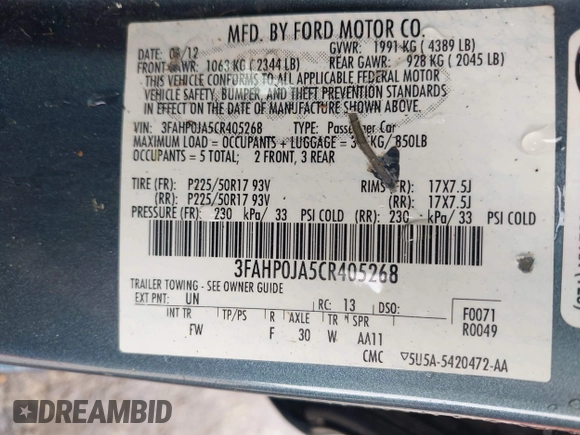 MFD. BY FORD MOTOR CO.
DATE: /12 GVWR: 1991 KG ( 4389 LB)
FRONT GAWR: 1063 KG ( 2344 LB) REAR GAWR: 928 KG ( 2045 LB)
THIS VEHICLE CONFORMS TO ALL APPLICABLE FEDERAL MOTOR
VEHICLE SAFETY, BUMPER, AND THEFT PREVENTION STANDARDS
IN EFFECT ON THE DATE OF MANUFACTURE SHOWN ABOVE.
VIN: 3FAHP0JA5CR405268 TYPE: Passenger Car
MAXIMUM LOAD = OCCUPANTS + LUGGAGE = KG/ 850LB
OCCUPANTS = 5 TOTAL; 2 FRONT, 3 REAR
TIRE (FR): P225/50R17 93V RIMS (FR): 17X7.5J
(RR): P225/50R17 93V (RR): 17X7.5J
PRESSURE (FR): 230 kPa/ 33 PSI COLD (RR): 230 kPa/ 33 PSI COLD
3FAHP0JA5CR405268
TRAILER TOWING - SEE OWNER GUIDE
EXT PNT: UN RC: 13 DSO: F0071
R0049
INT TR TP/PS R AXLE TR SPR
FW F 30 W AA11
CMC ▽5U5A-5420472-AA
DREAMBID